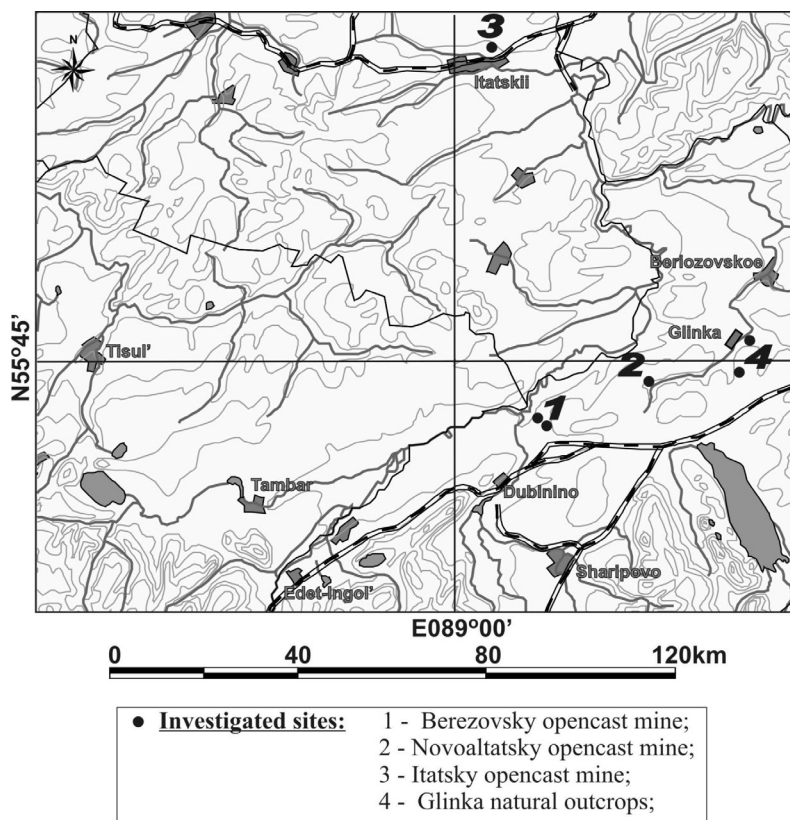 N
3
Itatskii
Beriozovskoe
Glinka
Tisul'
N55°45'
2
4
1
Tambar
Dubinino
Sharipovo
Edet-Ingol'
E089°00'
0 40 80 120km
● Investigated sites: 1 - Berezovsky opencast mine;
2 - Novoaltatsky opencast mine;
3 - Itatsky opencast mine;
4 - Glinka natural outcrops;